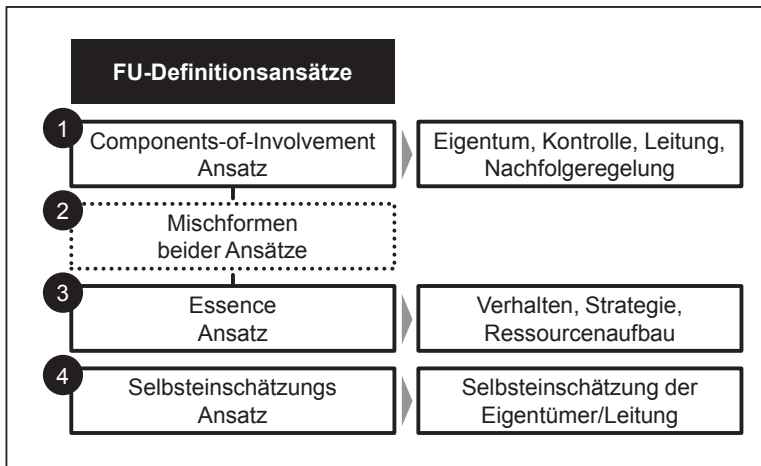 FU-Definitionsansätze
1
Components-of-Involvement
Ansatz
Eigentum, Kontrolle, Leitung,
Nachfolgeregelung
2
Mischformen
beider Ansätze
3
Essence
Ansatz
Verhalten, Strategie,
Ressourcenaufbau
4
Selbsteinschätzungs
Ansatz
Selbsteinschätzung der
Eigentümer/Leitung